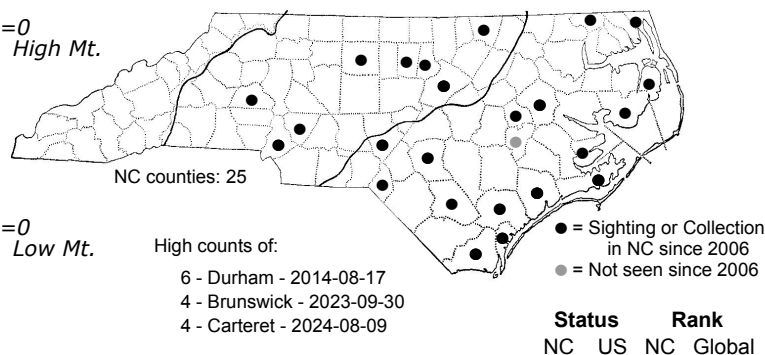 =0
High Mt.
NC counties: 25
=0
Low Mt.
High counts of:
6 - Durham - 2014-08-17
4 - Brunswick - 2023-09-30
4 - Carteret - 2024-08-09
● = Sighting or Collection
in NC since 2006
● = Not seen since 2006
Status Rank
NC US NC Global